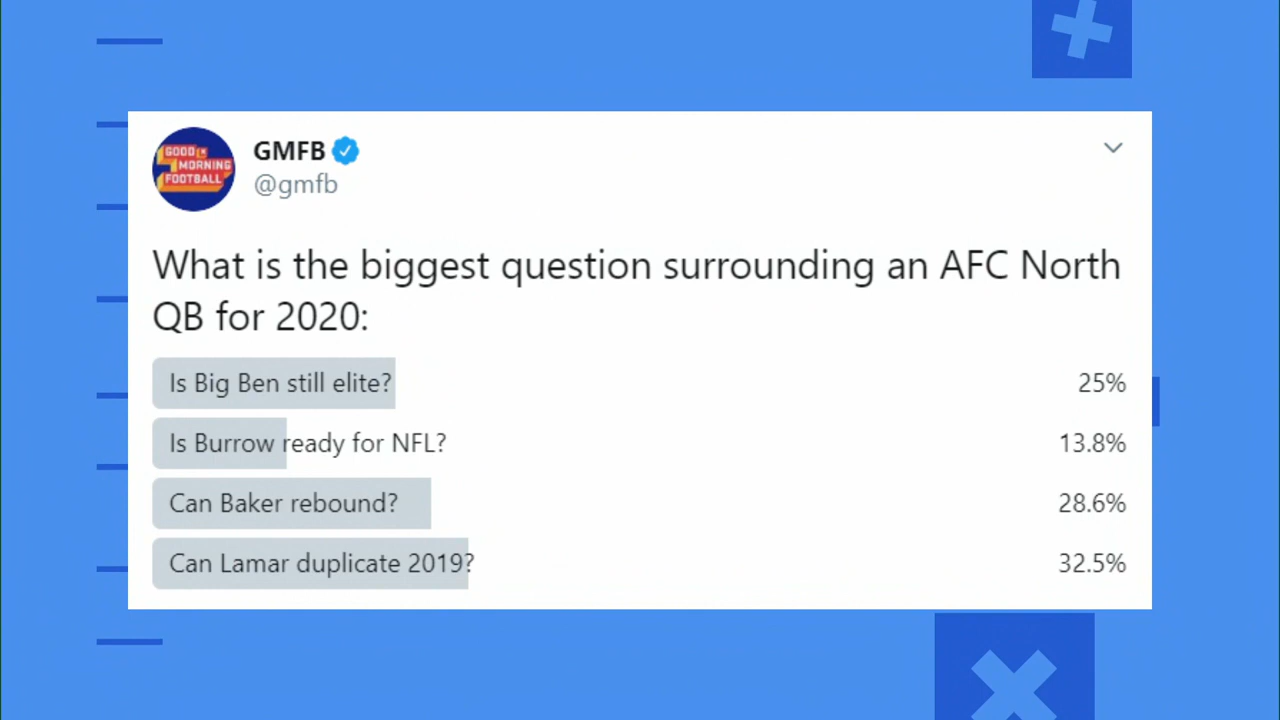 GOOD
MORNING
FOOTBALL
GMFB
@gmfb
What is the biggest question surrounding an AFC North
QB for 2020:
Is Big Ben still elite? 25%
Is Burrow ready for NFL? 13.8%
Can Baker rebound? 28.6%
Can Lamar duplicate 2019? 32.5%